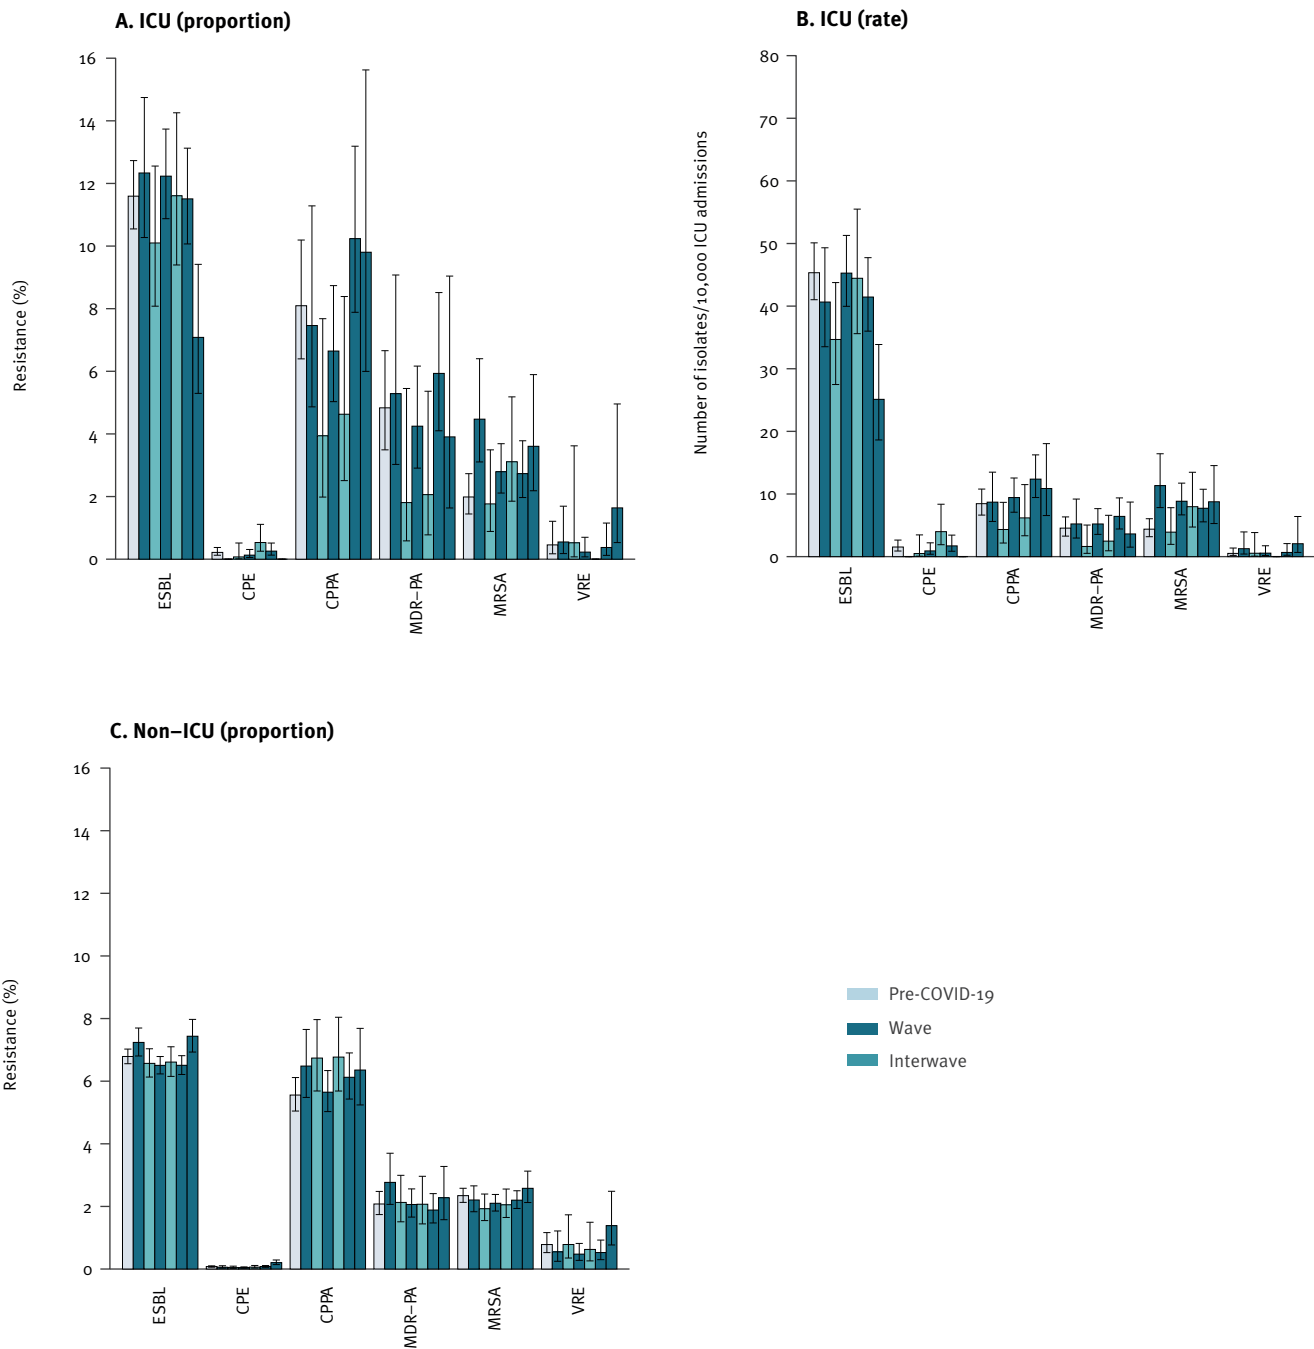 A. ICU (proportion)
16
14
12
10
8
6
4
2
0
Resistance (%)
ESBL
CPE
CPPA
MDR–PA
MRSA
VRE
B. ICU (rate)
80
70
60
50
40
30
20
10
0
Number of isolates/10,000 ICU admissions
ESBL
CPE
CPPA
MDR–PA
MRSA
VRE
C. Non–ICU (proportion)
16
14
12
10
8
6
4
2
0
Resistance (%)
ESBL
CPE
CPPA
MDR–PA
MRSA
VRE
Pre-COVID-19
Wave
Interwave